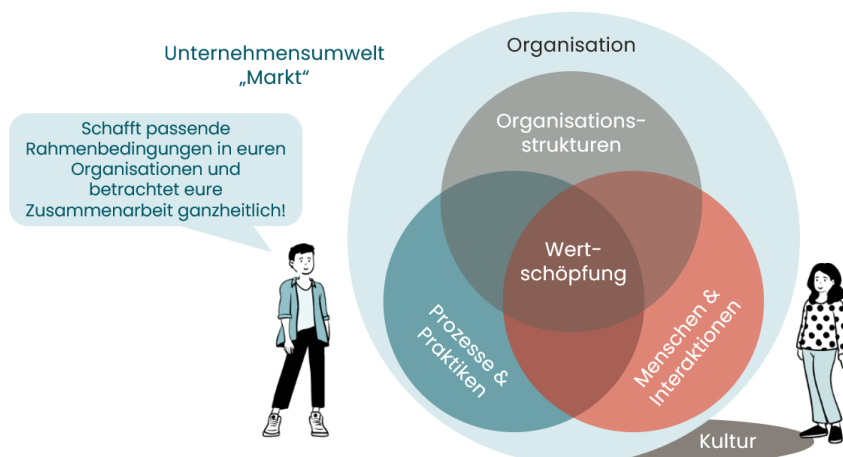 Unternehmensumwelt
„Markt“
Organisation
Schafft passende
Rahmenbedingungen in euren
Organisationen und
betrachtet eure
Zusammenarbeit ganzheitlich!
Organisations-
strukturen
Wert-
schöpfung
Prozesse &
Praktiken
Menschen &
Interaktionen
Kultur